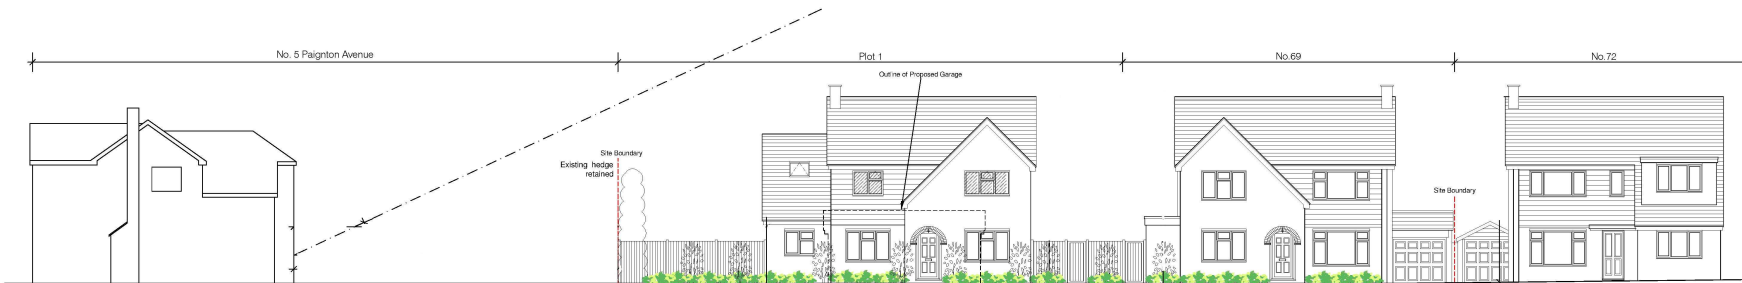 No. 5 Paignton Avenue
Plot 1
No.69
No.72
Outline of Proposed Garage
Site Boundary
Existing hedge
retained
Site Boundary